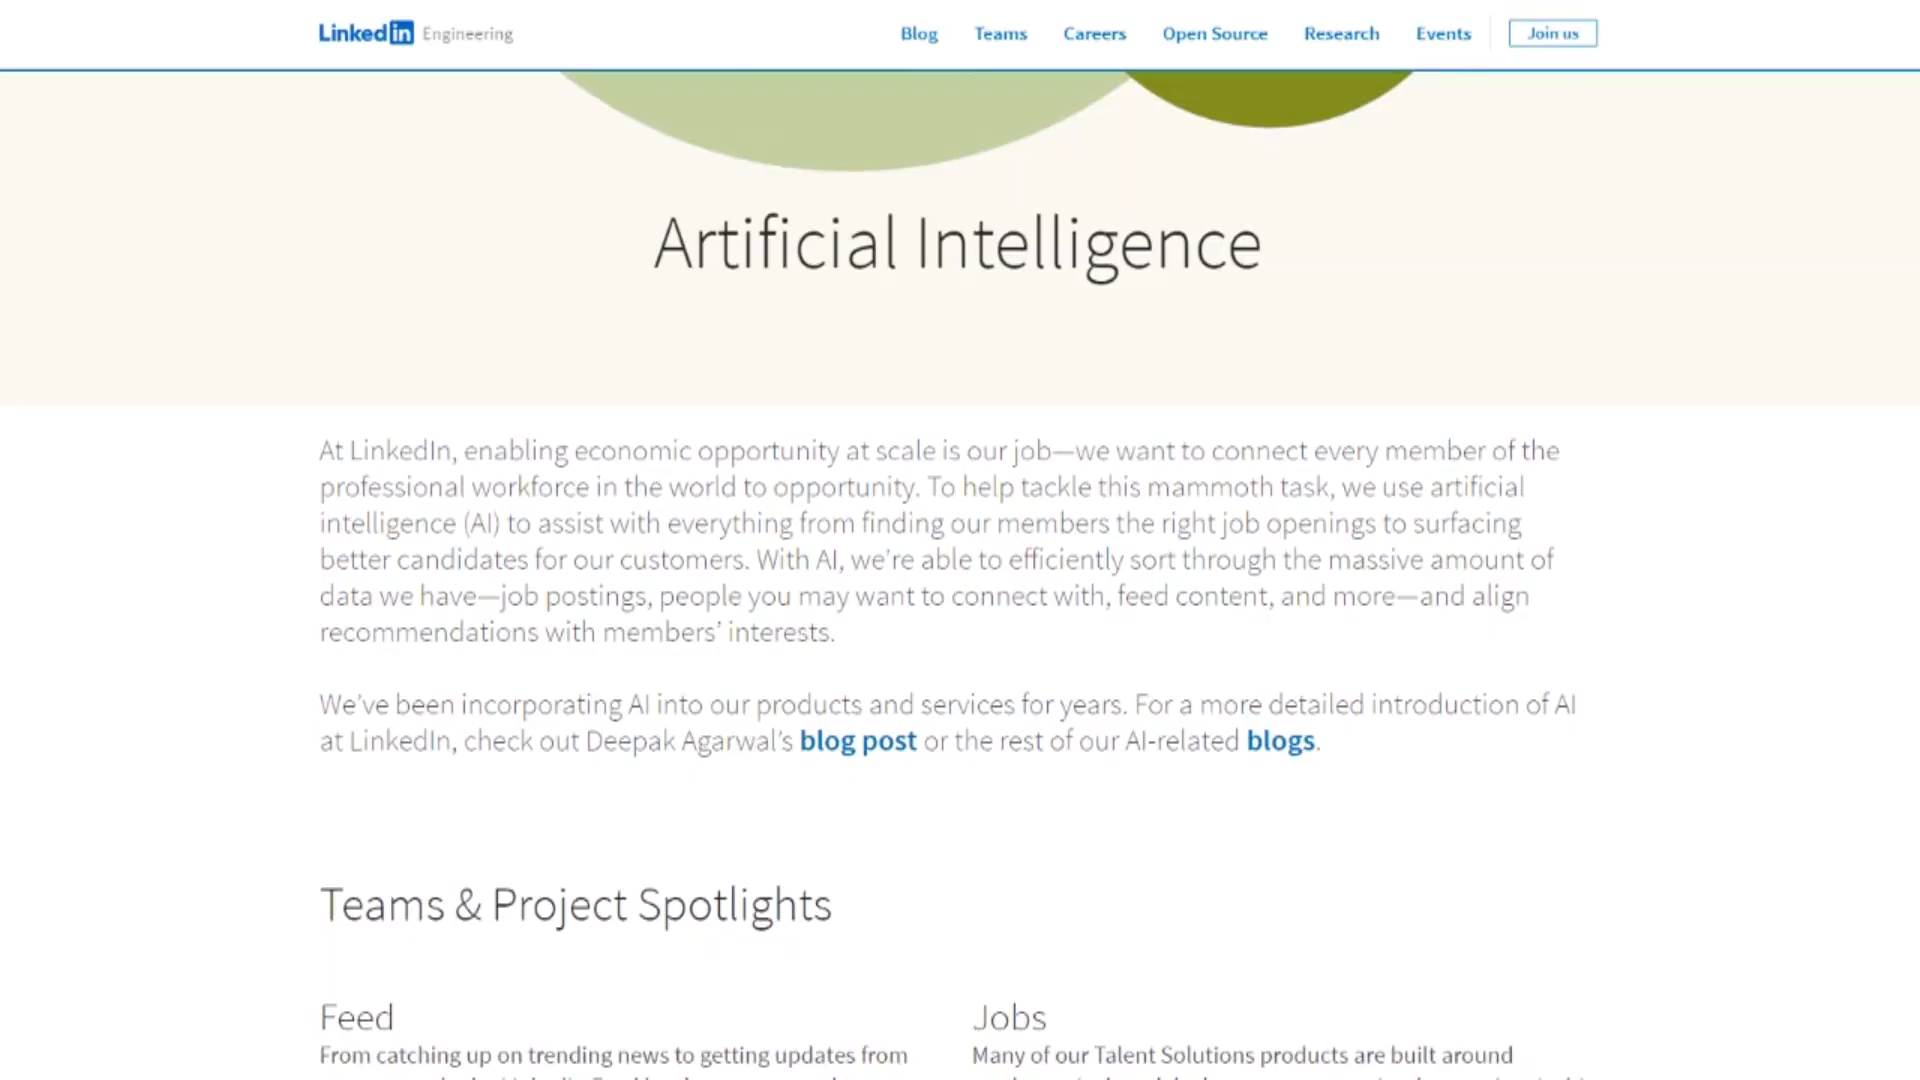 LinkedIn Engineering
Blog Teams Careers Open Source Research Events Join us
Artificial Intelligence
At LinkedIn, enabling economic opportunity at scale is our job—we want to connect every member of the
professional workforce in the world to opportunity. To help tackle this mammoth task, we use artificial
intelligence (AI) to assist with everything from finding our members the right job openings to surfacing
better candidates for our customers. With AI, we’re able to efficiently sort through the massive amount of
data we have—job postings, people you may want to connect with, feed content, and more—and align
recommendations with members’ interests.
We’ve been incorporating AI into our products and services for years. For a more detailed introduction of AI
at LinkedIn, check out Deepak Agarwal’s blog post or the rest of our AI-related blogs.
Teams & Project Spotlights
Feed
From catching up on trending news to getting updates from
Jobs
Many of our Talent Solutions products are built around